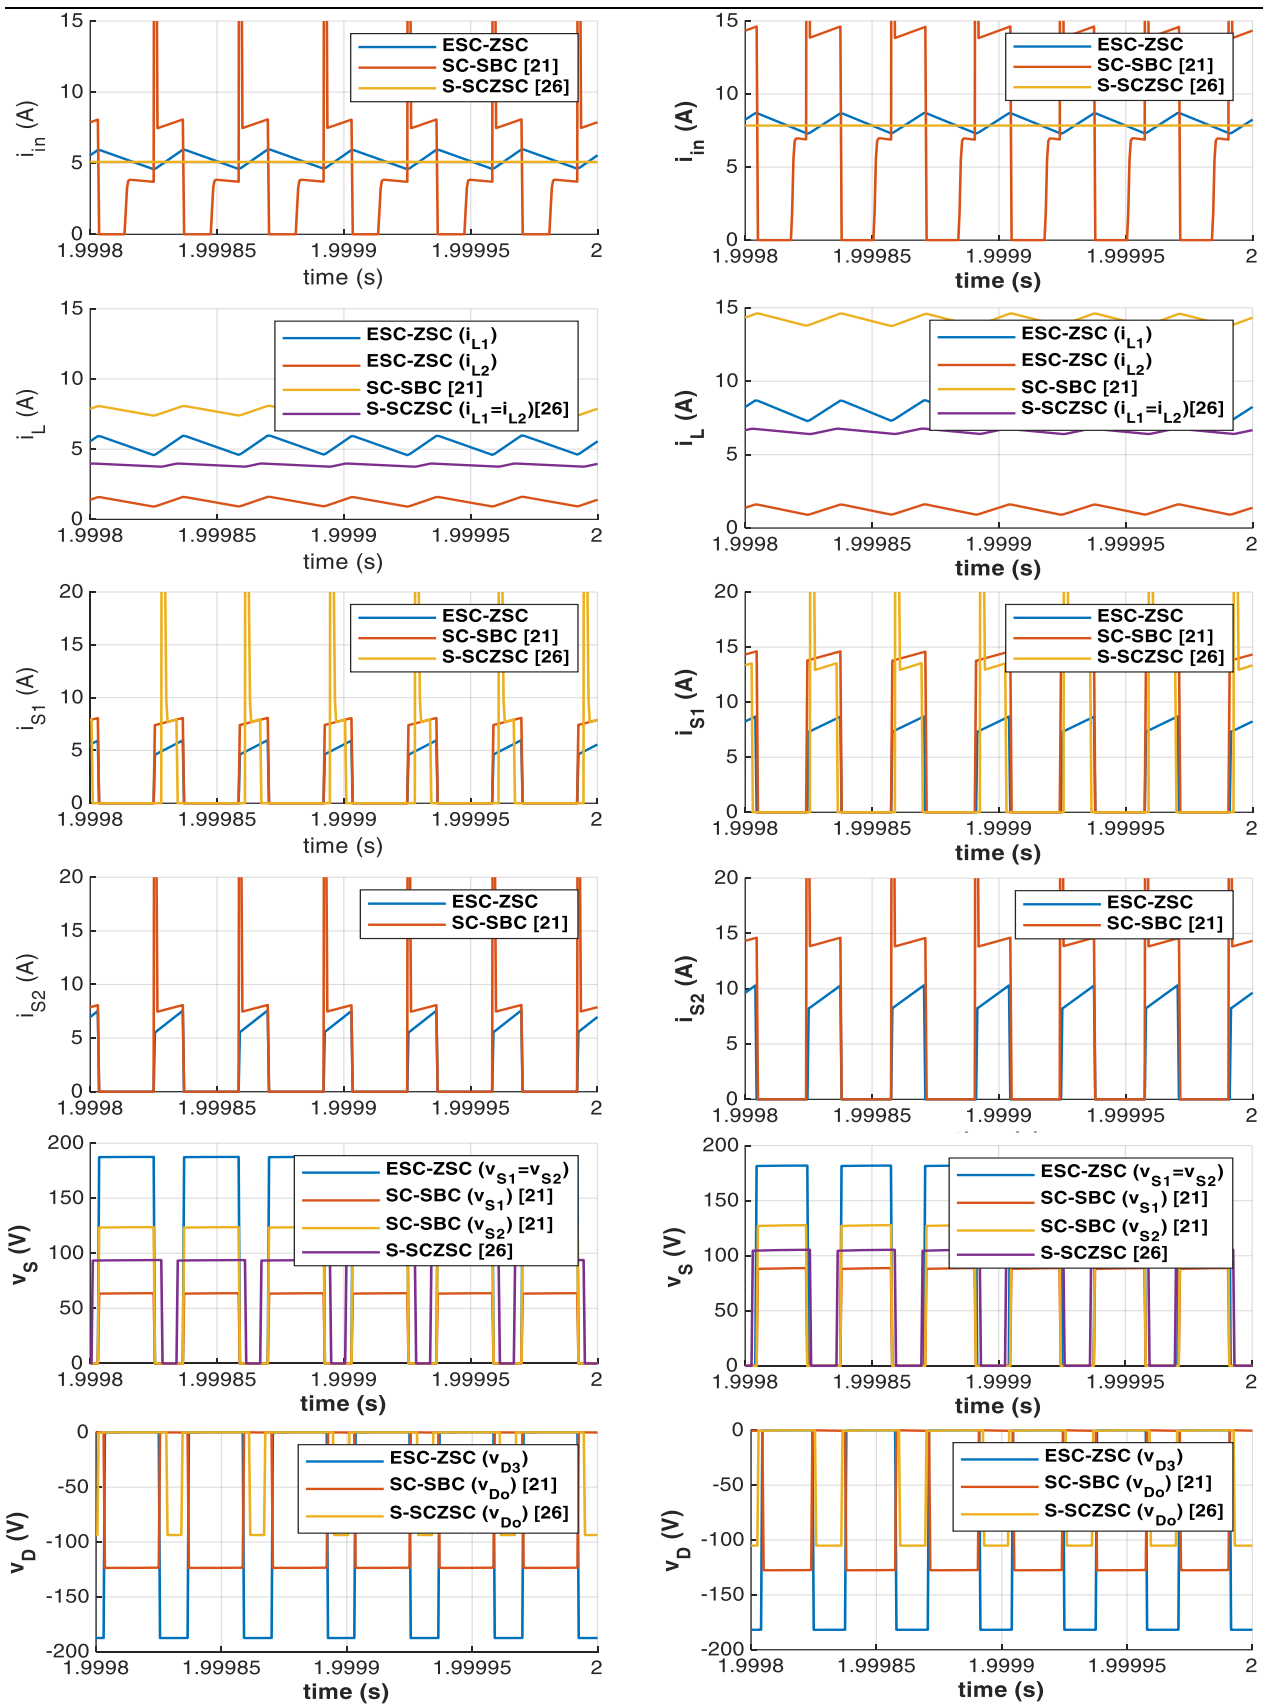 15
10
5
0
i_in (A)
ESC-ZSC
SC-SBC [21]
S-SCZSC [26]
1.9998 1.99985 1.9999 1.99995 2
time (s)
15
10
5
0
i_in (A)
ESC-ZSC
SC-SBC [21]
S-SCZSC [26]
1.9998 1.99985 1.9999 1.99995 2
time (s)
15
10
5
0
i_L (A)
ESC-ZSC (i_L1)
ESC-ZSC (i_L2)
SC-SBC [21]
S-SCZSC (i_L1=i_L2)[26]
1.9998 1.99985 1.9999 1.99995 2
time (s)
15
10
5
0
i_L (A)
ESC-ZSC (i_L1)
ESC-ZSC (i_L2)
SC-SBC [21]
S-SCZSC (i_L1=i_L2)[26]
1.9998 1.99985 1.9999 1.99995 2
time (s)
20
15
10
5
0
i_S1 (A)
ESC-ZSC
SC-SBC [21]
S-SCZSC [26]
1.9998 1.99985 1.9999 1.99995 2
time (s)
20
15
10
5
0
i_S1 (A)
ESC-ZSC
SC-SBC [21]
S-SCZSC [26]
1.9998 1.99985 1.9999 1.99995 2
time (s)
20
15
10
5
0
i_S2 (A)
ESC-ZSC
SC-SBC [21]
1.9998 1.99985 1.9999 1.99995 2
20
15
10
5
0
i_S2 (A)
ESC-ZSC
SC-SBC [21]
1.9998 1.99985 1.9999 1.99995 2
200
150
100
50
0
v_S (V)
ESC-ZSC (v_S1=v_S2)
SC-SBC (v_S1) [21]
SC-SBC (v_S2) [21]
S-SCZSC [26]
1.9998 1.99985 1.9999 1.99995 2
time (s)
200
150
100
50
0
v_S (V)
ESC-ZSC (v_S1=v_S2)
SC-SBC (v_S1) [21]
SC-SBC (v_S2) [21]
S-SCZSC [26]
1.9998 1.99985 1.9999 1.99995 2
time (s)
0
-50
-100
-150
-200
v_D (V)
ESC-ZSC (v_D3)
SC-SBC (v_Do) [21]
S-SCZSC (v_Do) [26]
1.9998 1.99985 1.9999 1.99995 2
time (s)
0
-50
-100
-150
-200
v_D (V)
ESC-ZSC (v_D3)
SC-SBC (v_Do) [21]
S-SCZSC (v_Do) [26]
1.9998 1.99985 1.9999 1.99995 2
time (s)